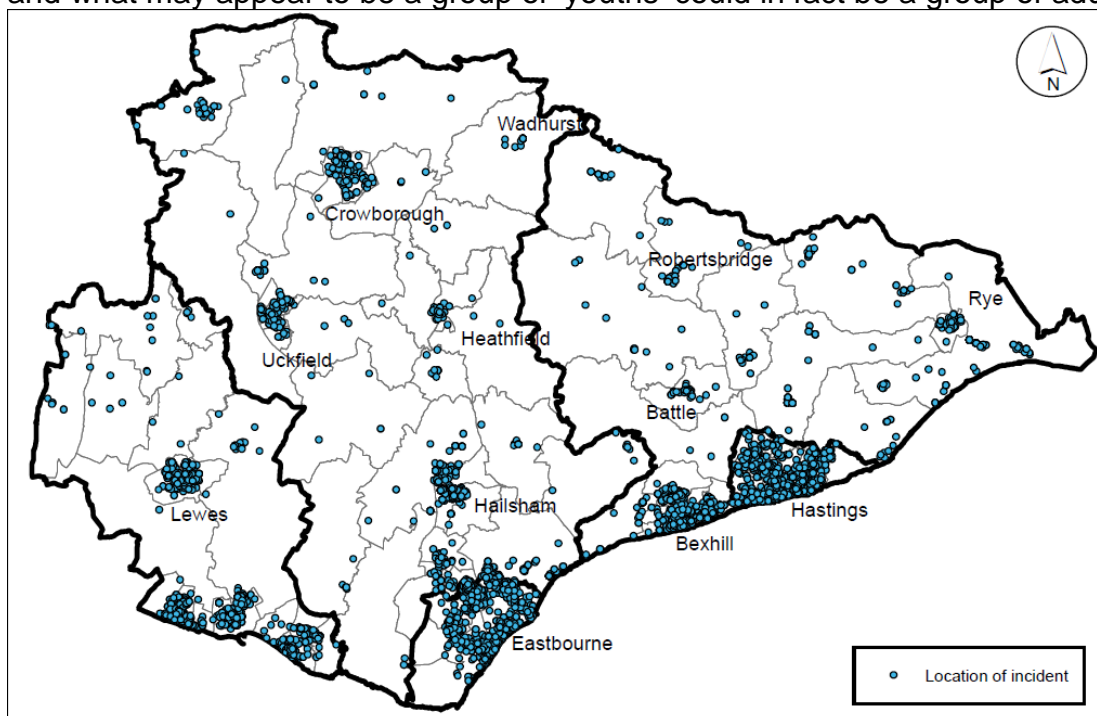 and what may appear to be a group of 'youths' could in fact be a group of
N
Wadhurst
Crowborough
Robertsbridge
Rye
Heathfield
Uckfield
Battle
Hailsham
Lewes
Hastings
Bexhill
Eastbourne
Location of incident